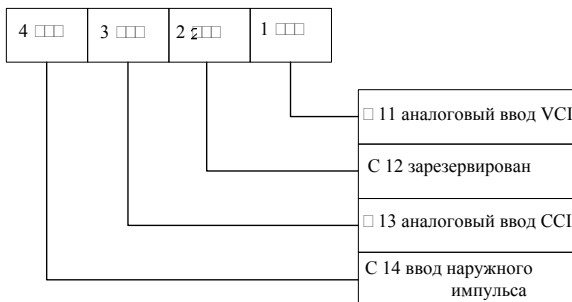 4 □□□ 3 □□□ 2 □□□ 1 □□□
□ 11 аналоговый ввод VCI
С 12 зарезервирован
□ 13 аналоговый ввод CCI
С 14 ввод наружного
импульса